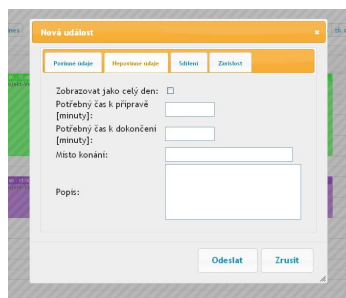 Nová událost
Povinné údaje
Nepovinné údaje
Sdílení
Závislost
Zobrazovat jako celý den:
Potřebný čas k přípravě
[minuty]:
Potřebný čas k dokončení
[minuty]:
Místo konání:
Popis:
Odeslat
Zrusit